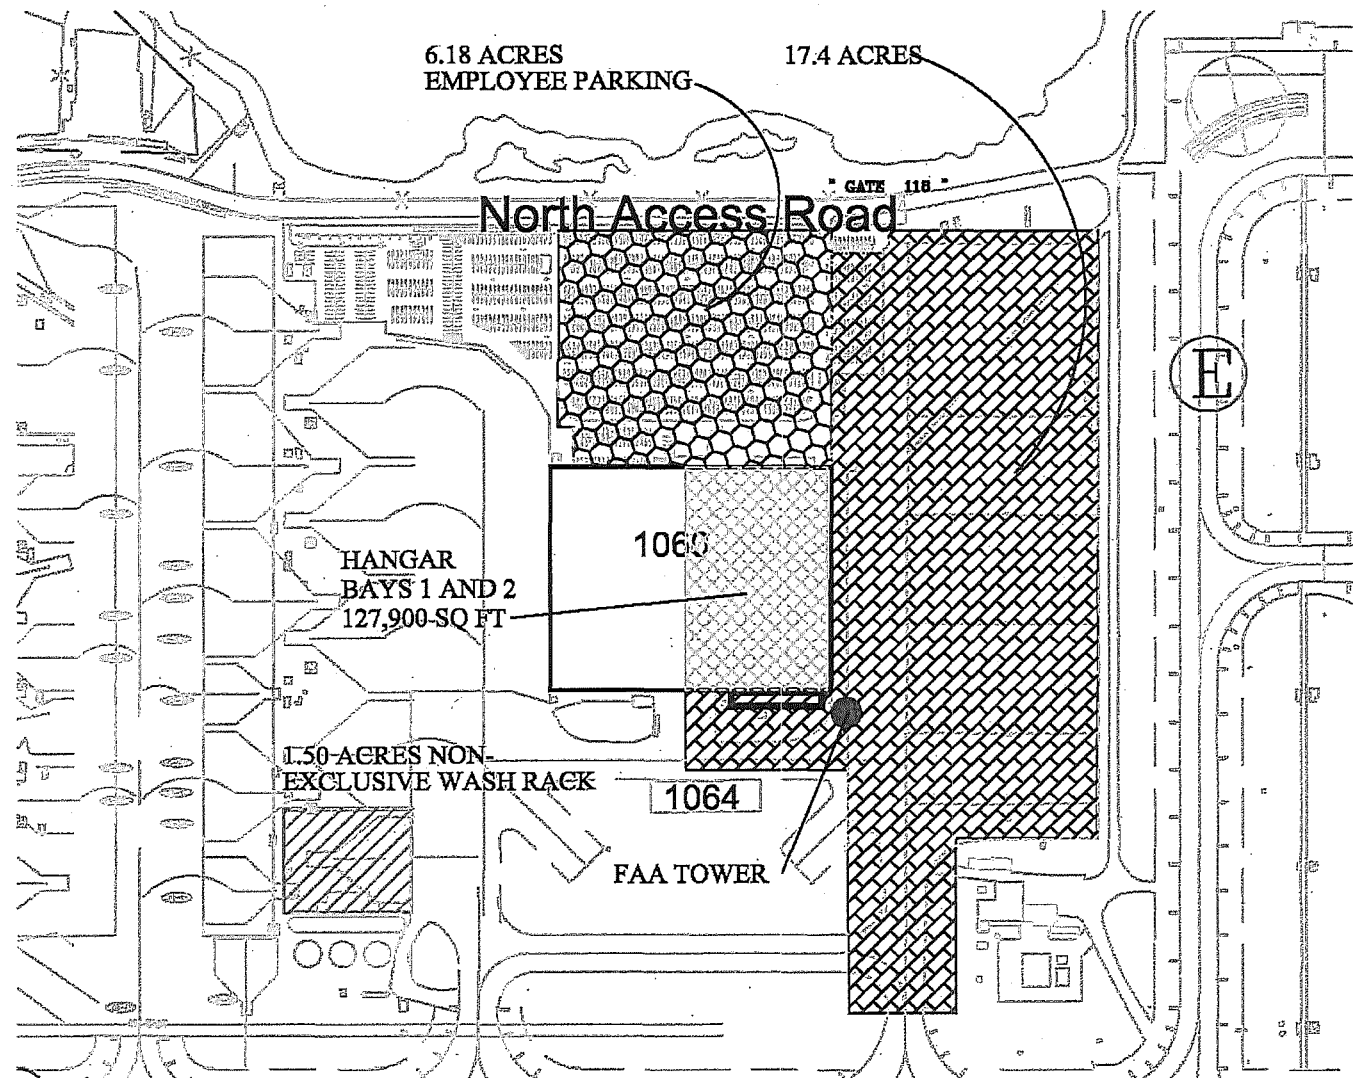 6.18 ACRES
EMPLOYEE PARKING
17.4 ACRES
" GATE 118 "
North Access Road
E
1060
HANGAR
BAYS 1 AND 2
127,900-SQ FT
1.50 ACRES NON-
EXCLUSIVE WASH RACK
1064
FAA TOWER